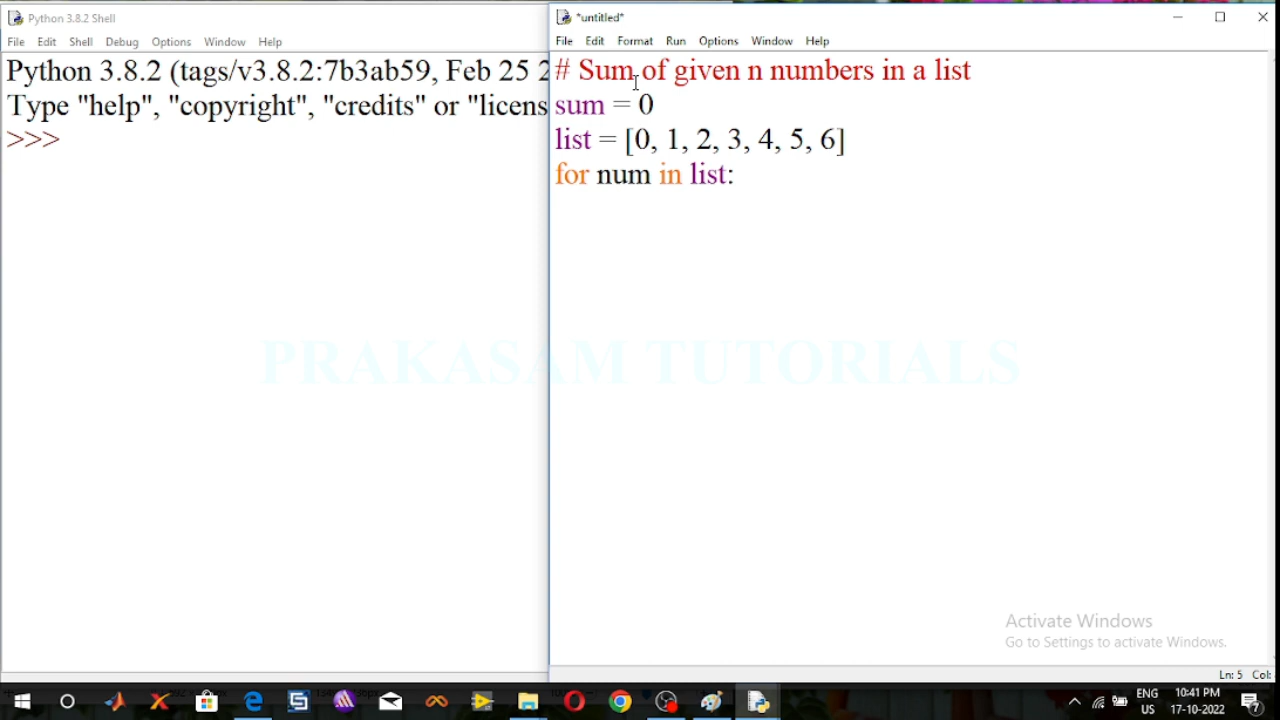 Python 3.8.2 Shell
File Edit Shell Debug Options Window Help
Python 3.8.2 (tags/v3.8.2:7b3ab59, Feb 25 2
Type "help", "copyright", "credits" or "licens
>>>
*untitled*
File Edit Format Run Options Window Help
# Sum of given n numbers in a list
sum = 0
list = [0, 1, 2, 3, 4, 5, 6]
for num in list:
PRAKASAM TUTORIALS
Activate Windows
Go to Settings to activate Windows.
Ln: 5 Col:
ENG
US
10:41 PM
17-10-2022
7